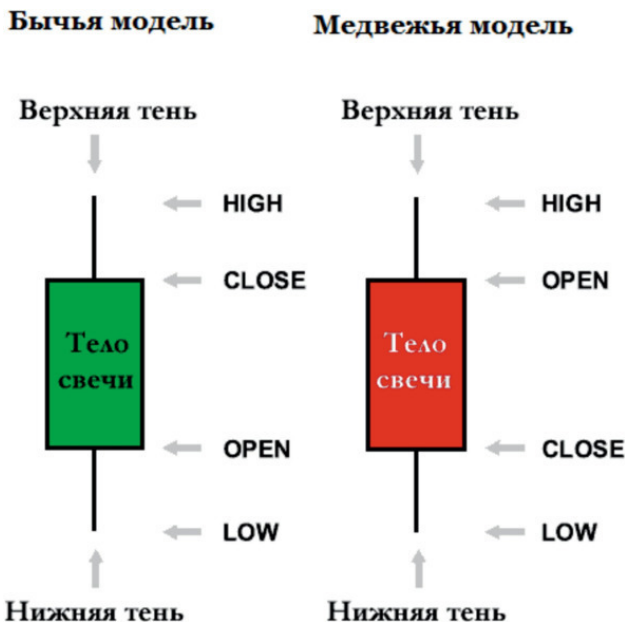 Бычья модель
Медвежья модель
Верхняя тень
Верхняя тень
HIGH
HIGH
CLOSE
OPEN
Тело
свечи
Тело
свечи
OPEN
CLOSE
LOW
LOW
Нижняя тень
Нижняя тень